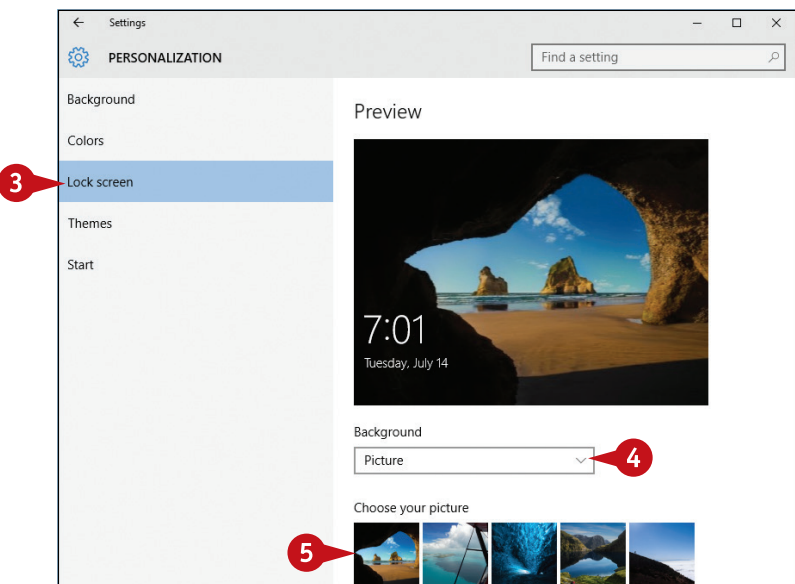 Settings
PERSONALIZATION
Find a setting
Background
Colors
3
Lock screen
Themes
Start
Preview
7:01
Tuesday, July 14
Background
Picture
4
Choose your picture
5